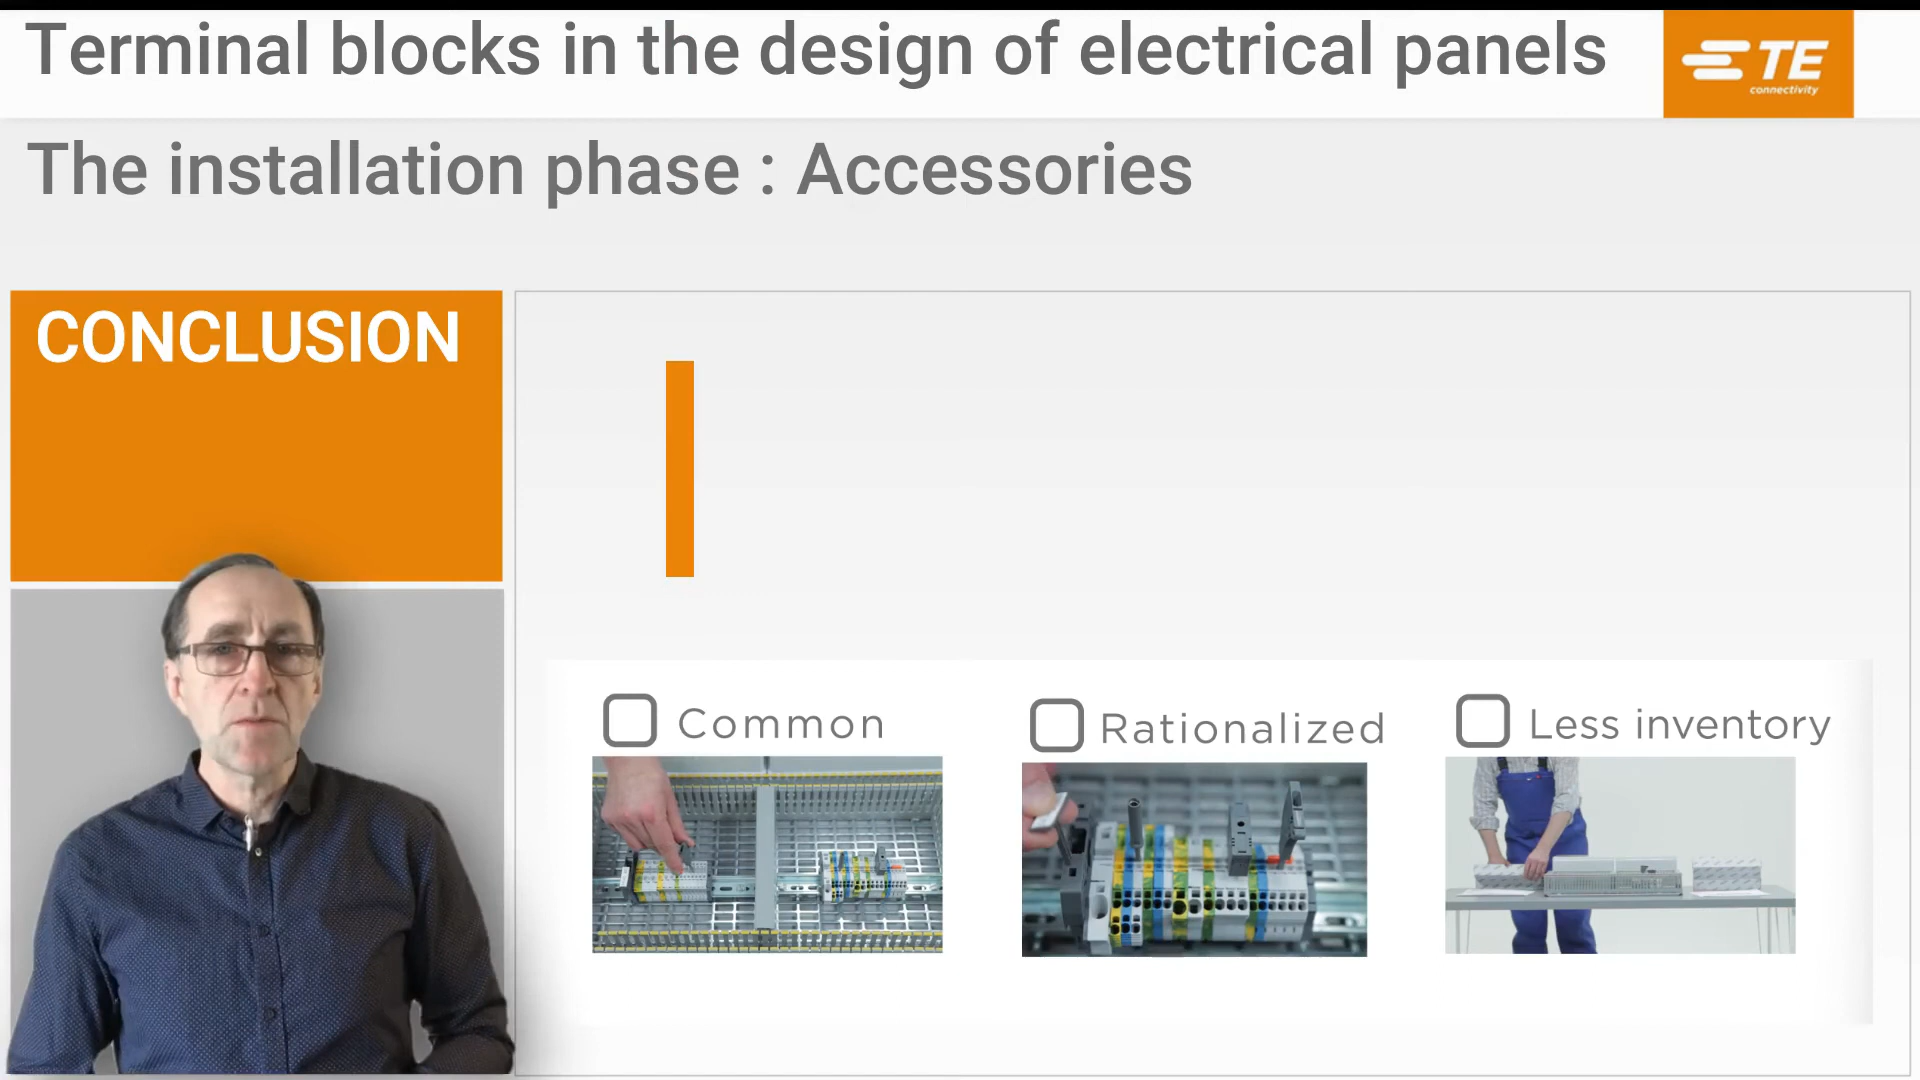 Terminal blocks in the design of electrical panels
TE
connectivity
The installation phase : Accessories
CONCLUSION
Common
Rationalized
Less inventory